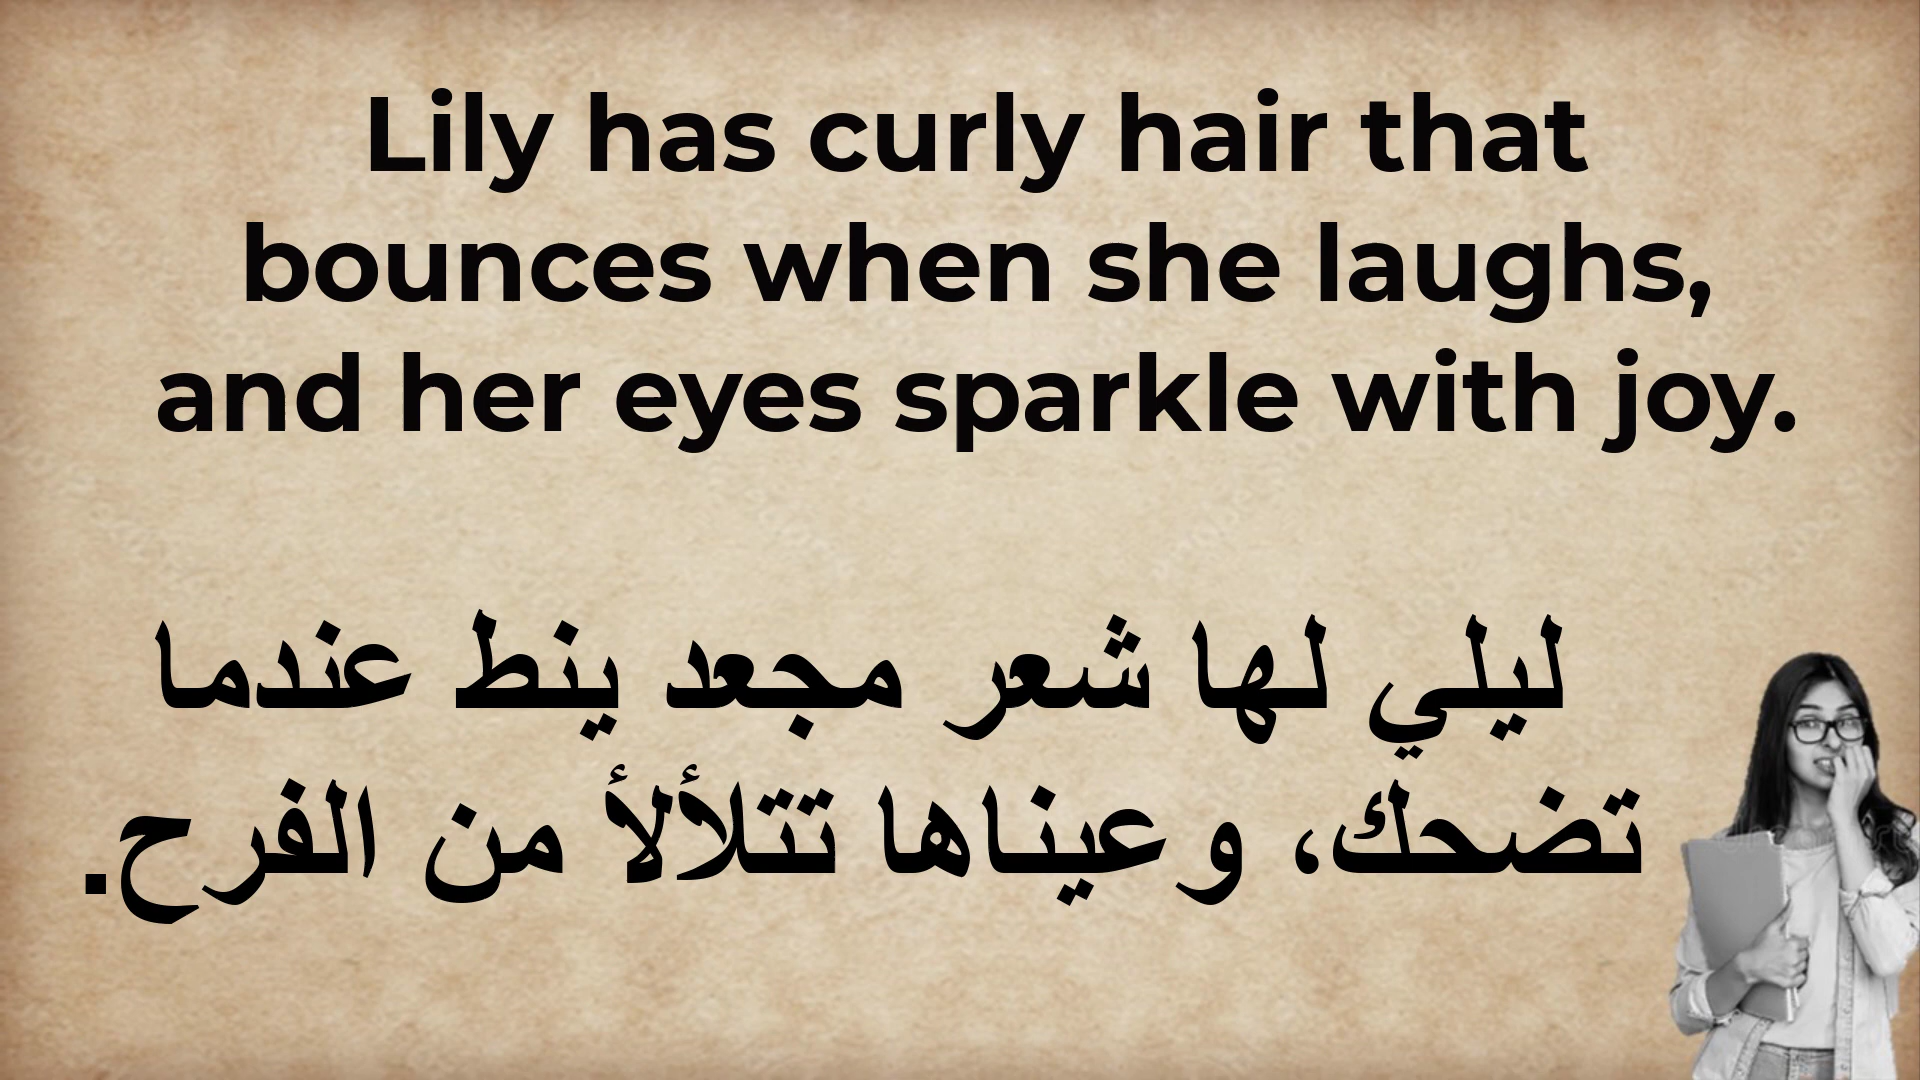 Lily has curly hair that
bounces when she laughs,
and her eyes sparkle with joy.
ليلي لها شعر مجعد ينط عندما
تضحك، وعيناها تتلألأ من الفرح.